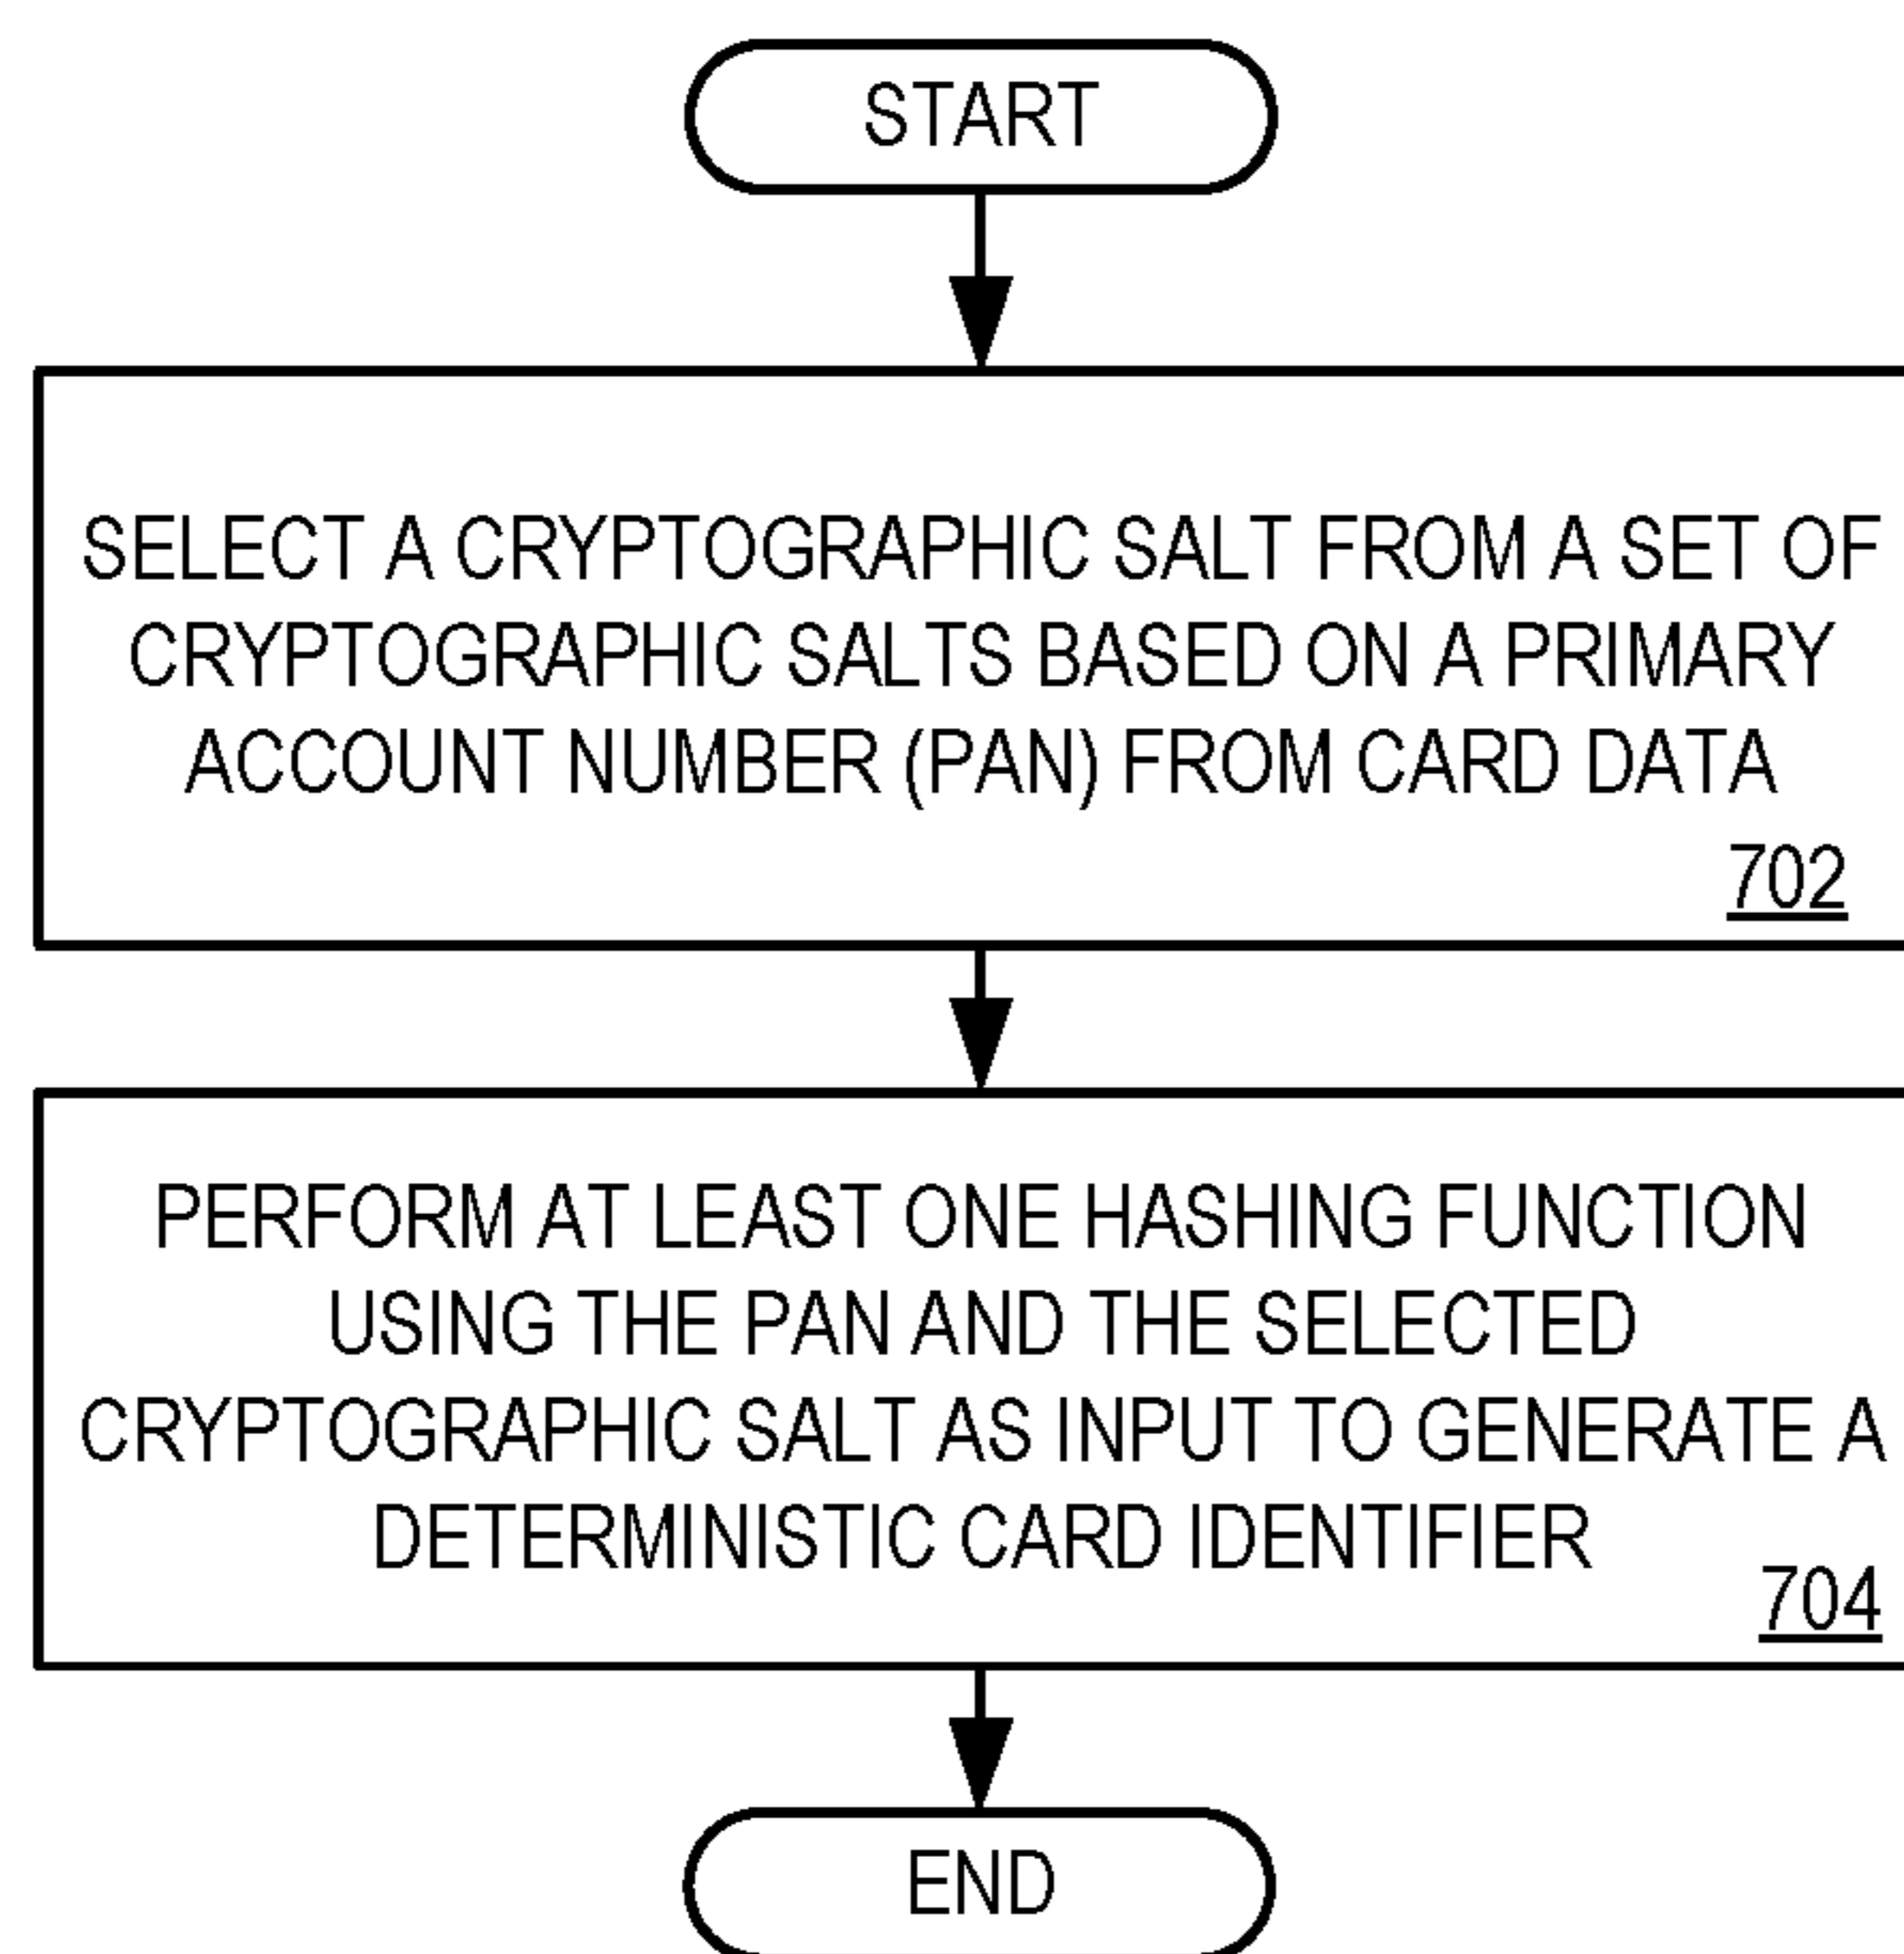 START
SELECT A CRYPTOGRAPHIC SALT FROM A SET OF
CRYPTOGRAPHIC SALTS BASED ON A PRIMARY
ACCOUNT NUMBER (PAN) FROM CARD DATA
702
PERFORM AT LEAST ONE HASHING FUNCTION
USING THE PAN AND THE SELECTED
CRYPTOGRAPHIC SALT AS INPUT TO GENERATE A
DETERMINISTIC CARD IDENTIFIER
704
END